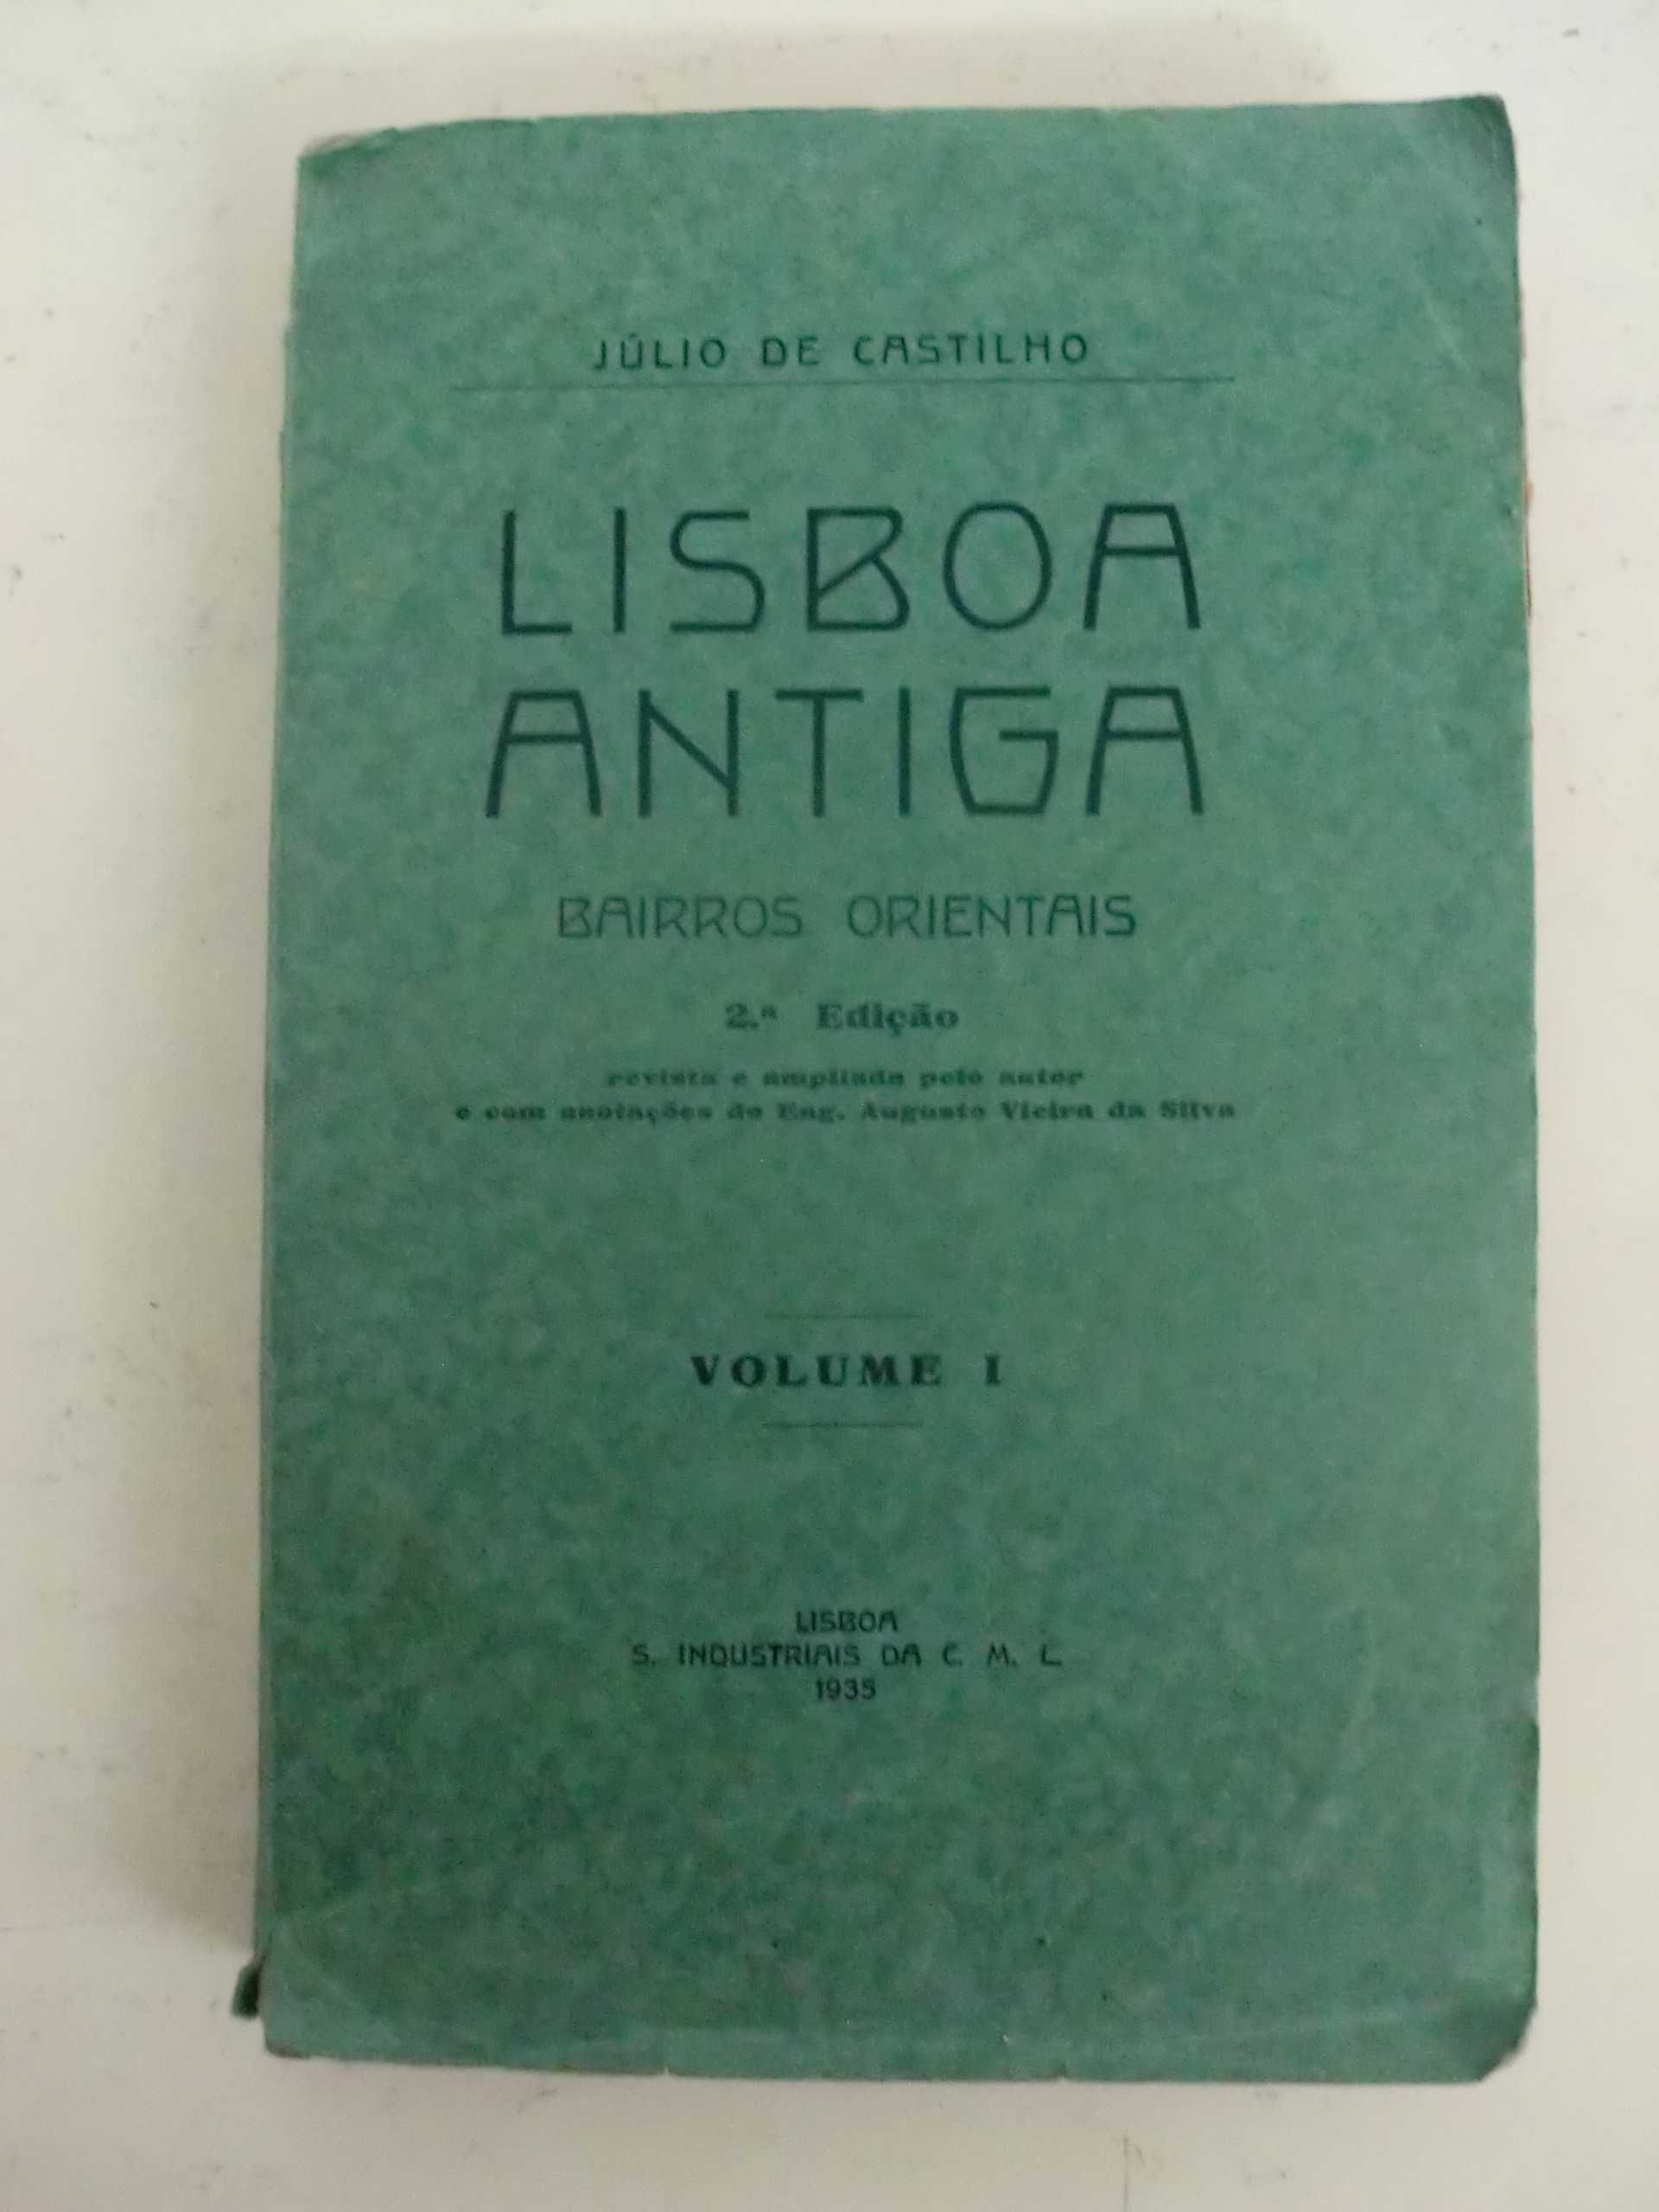 JÚLIO DE CASTILHO
LISBOA
ANTIGA
BAIRROS ORIENTAIS
2.ª Edição
revista e ampliada pelo autor
e com anotações do Eng. Augusto Vieira da Silva
VOLUME I
LISBOA
S. INDUSTRIAIS DA C. M. L.
1935